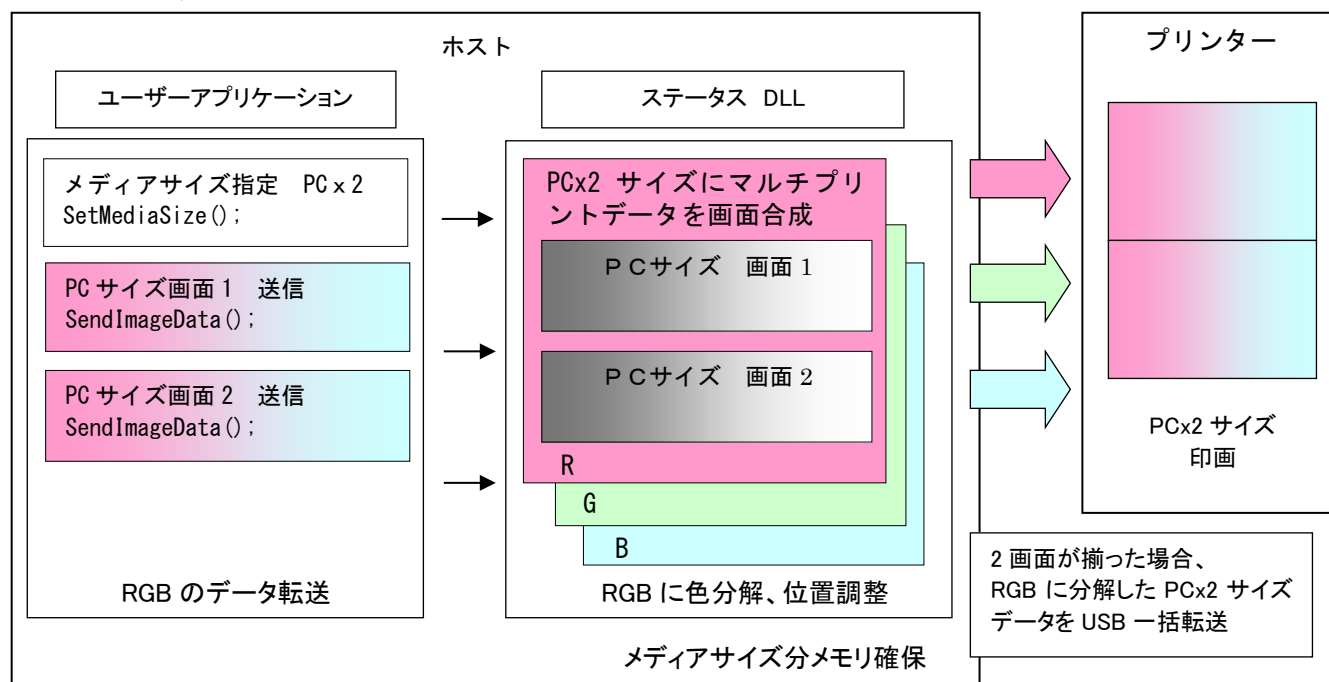 ホスト
ユーザーアプリケーション
メディアサイズ指定　PCｘ2
SetMediaSize();
PC サイズ画面 1　送信
SendImageData();
PC サイズ画面 2　送信
SendImageData();
RGB のデータ転送
ステータス DLL
PCx2 サイズにマルチプリ
ントデータを画面合成
ＰＣサイズ　画面 1
ＰＣサイズ　画面 2
R
G
B
RGB に色分解、位置調整
メディアサイズ分メモリ確保
プリンター
PCx2 サイズ
印画
2 画面が揃った場合、
RGB に分解した PCx2 サイズ
データを USB 一括転送